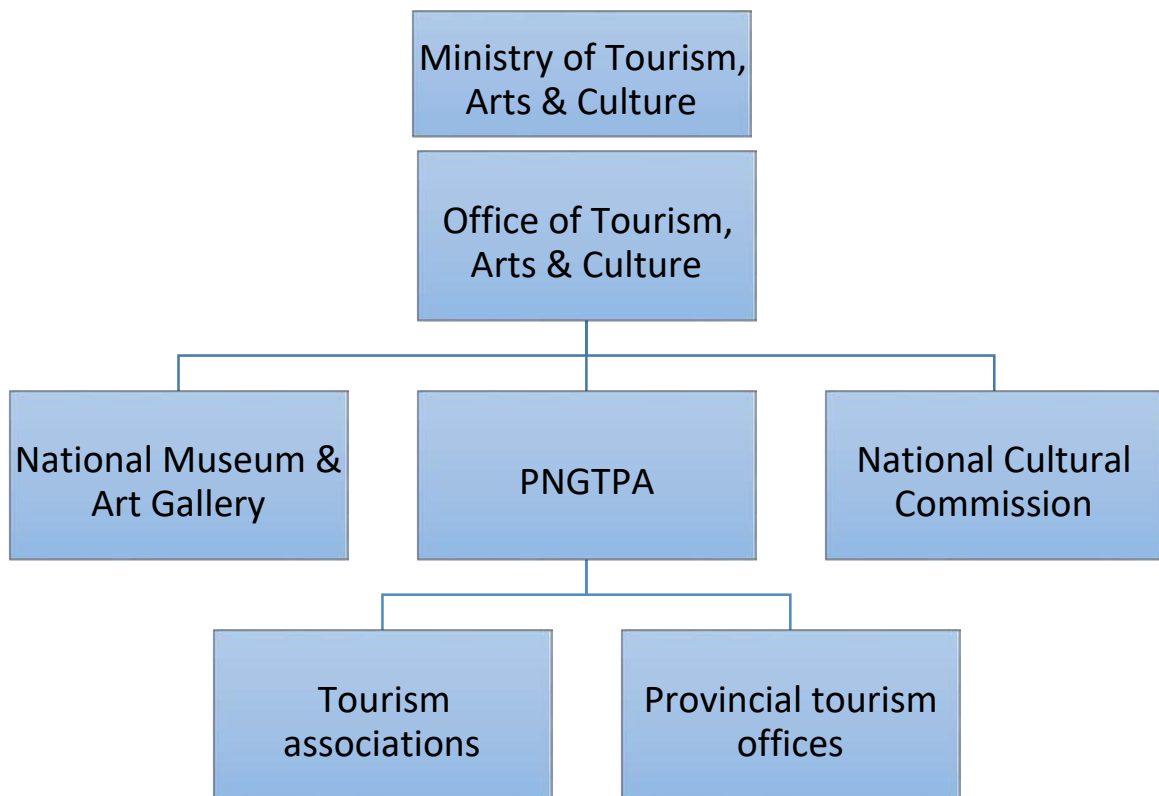 Ministry of Tourism,
Arts & Culture
Office of Tourism,
Arts & Culture
National Museum &
Art Gallery
PNGTPA
National Cultural
Commission
Tourism
associations
Provincial tourism
offices